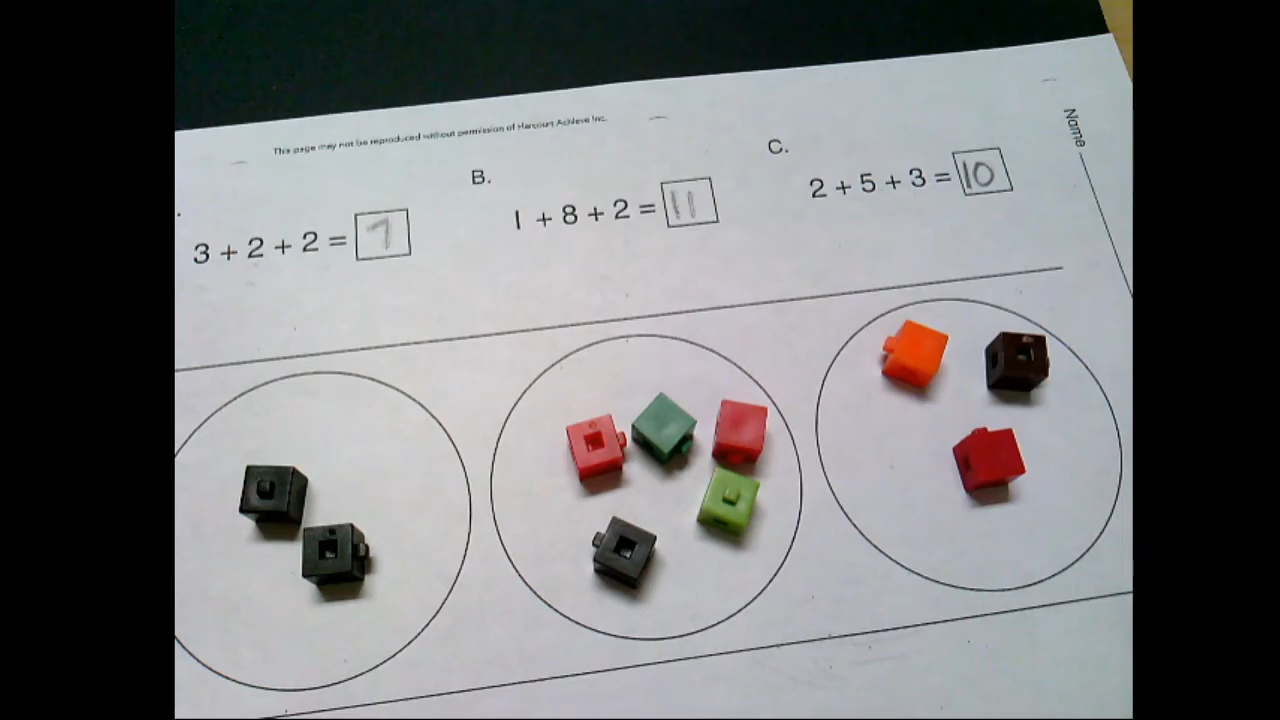 This page may not be reproduced without permission of Harcourt Achieve Inc.
Name
B.
C.
3 + 2 + 2 = 7
1 + 8 + 2 = 11
2 + 5 + 3 = 10